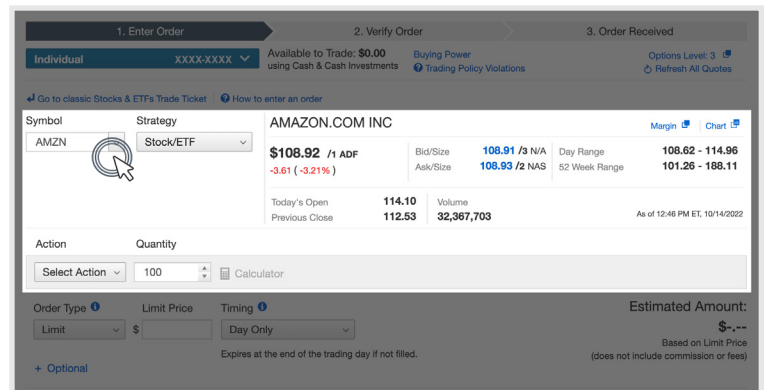 1. Enter Order
2. Verify Order
3. Order Received
Individual XXXX-XXXX
Available to Trade: $0.00
using Cash & Cash Investments
Buying Power
Trading Policy Violations
Options Level: 3
Refresh All Quotes
Go to classic Stocks & ETFs Trade Ticket
How to enter an order
Symbol
Strategy
AMZN
Stock/ETF
AMAZON.COM INC
Margin
Chart
$108.92 /1 ADF
-3.61 ( -3.21% )
Bid/Size 108.91 /3 N/A
Ask/Size 108.93 /2 NAS
Day Range 108.62 - 114.96
52 Week Range 101.26 - 188.11
Today's Open 114.10
Previous Close 112.53
Volume
32,367,703
As of 12:46 PM ET, 10/14/2022
Action
Quantity
Select Action
100
Calculator
Order Type
Limit Price
Timing
Limit
$
Day Only
Expires at the end of the trading day if not filled.
Estimated Amount:
$-.--
Based on Limit Price
(does not include commission or fees)
+ Optional